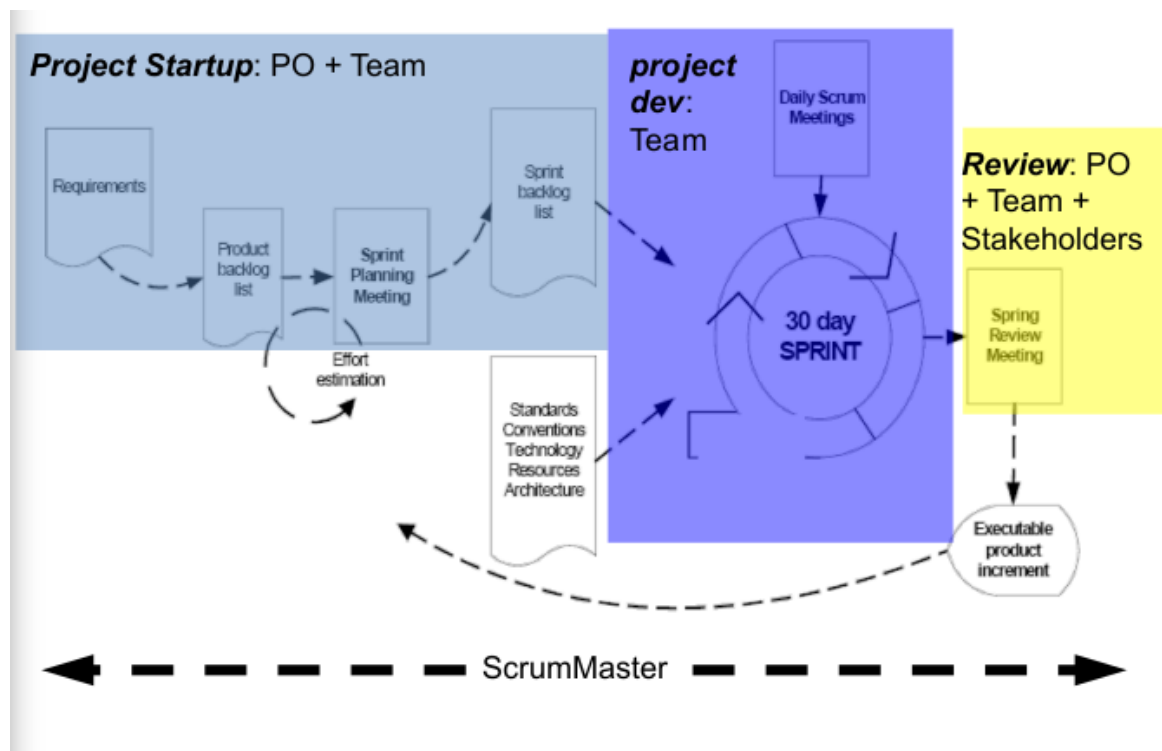 Project Startup: PO + Team
project
dev:
Team
Daily Scrum
Meetings
Review: PO
+ Team +
Stakeholders
Requirements
Product
backlog
list
Sprint
Planning
Meeting
Sprint
backlog
list
Effort
estimation
Standards
Conventions
Technology
Resources
Architecture
30 day
SPRINT
Spring
Review
Meeting
Executable
product
increment
ScrumMaster